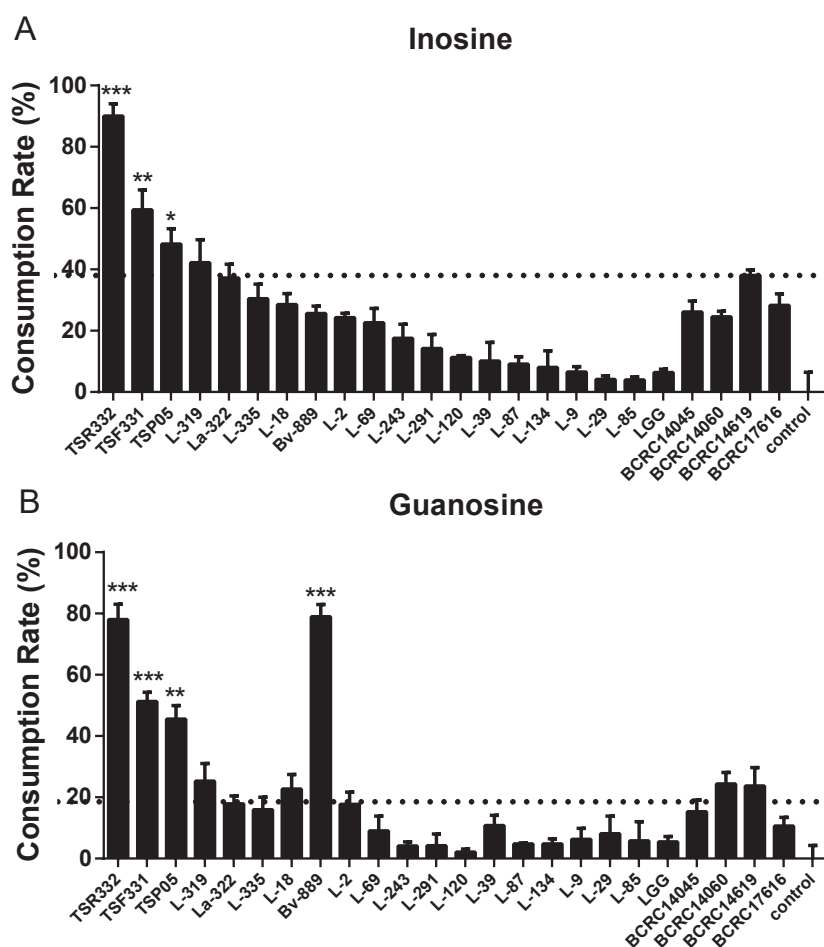 A
Inosine
Consumption Rate (%)
100
80
60
40
20
0
***
**
*
TSR332
TSF331
TSP05
L-319
La-322
L-335
L-18
Bv-889
L-2
L-69
L-243
L-291
L-120
L-39
L-87
L-134
L-9
L-29
L-85
LGG
BCRC14045
BCRC14060
BCRC14619
BCRC17616
control
B
Guanosine
Consumption Rate (%)
100
80
60
40
20
0
***
***
**
***
TSR332
TSF331
TSP05
L-319
La-322
L-335
L-18
Bv-889
L-2
L-69
L-243
L-291
L-120
L-39
L-87
L-134
L-9
L-29
L-85
LGG
BCRC14045
BCRC14060
BCRC14619
BCRC17616
control